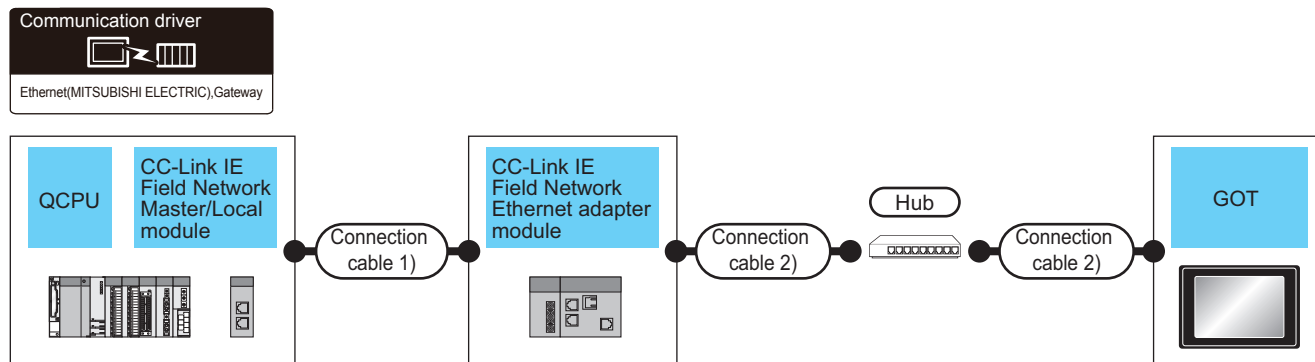 Communication driver
Ethernet(MITSUBISHI ELECTRIC),Gateway
QCPU
CC-Link IE
Field Network
Master/Local
module
Connection
cable 1)
CC-Link IE
Field Network
Ethernet adapter
module
Connection
cable 2)
Hub
Connection
cable 2)
GOT